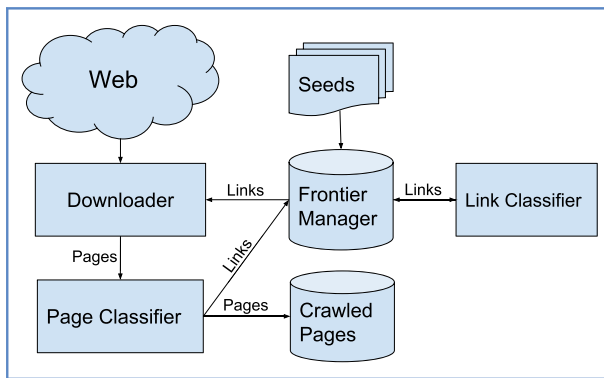 Web
Seeds
Downloader
Links
Frontier
Manager
Links
Link Classifier
Pages
Links
Page Classifier
Pages
Crawled
Pages